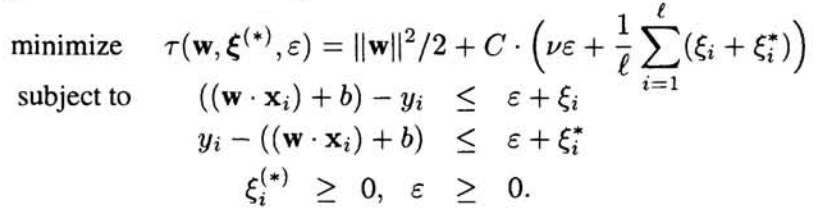 minimize τ(w, ξ^(*), ε) = ||w||²/2 + C · (νε + 1/ℓ ∑_{i=1}^{ℓ} (ξ_i + ξ_i^*))
subject to ((w · x_i) + b) − y_i ≤ ε + ξ_i
y_i − ((w · x_i) + b) ≤ ε + ξ_i^*
ξ_i^(*) ≥ 0, ε ≥ 0.